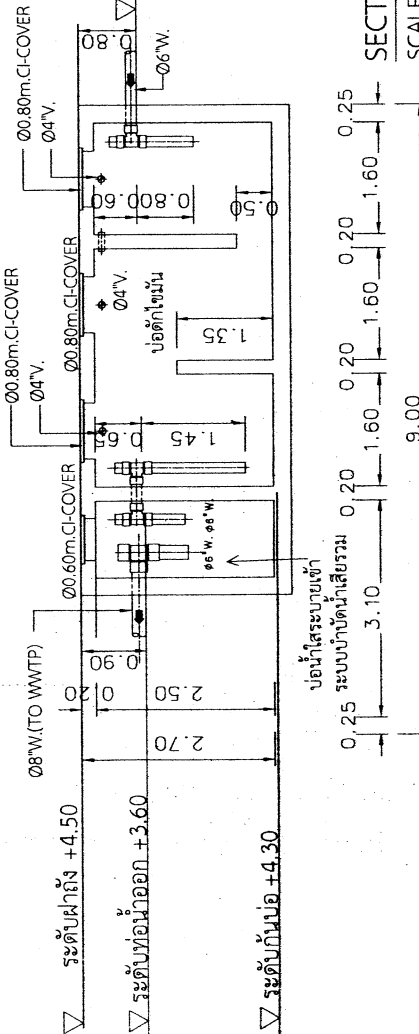 Ø0.80m.CI-COVER
Ø4"V.
0.80
Ø6"W.
Ø0.80m.CI-COVER
Ø4"V.
0.60
0.80
0.50
Ø0.80m.CI-COVER
Ø4"V.
บ่อดักไขมัน
1.35
0.65
1.45
Ø0.60m.CI-COVER
ø6"W.
ø6"W.
Ø8"W.(TO WWTP)
0.90
0.20
2.50
2.70
บ่อน้ำใสระบายเข้า
ระบบบำบัดน้ำเสียรวม
ระดับฝาถัง +4.50
ระดับท่อน้ำออก +3.60
ระดับก้นบ่อ +4.30
0.25
3.10
0.20
1.60
0.20
1.60
0.20
1.60
0.25
9.00
SECT
SCALE